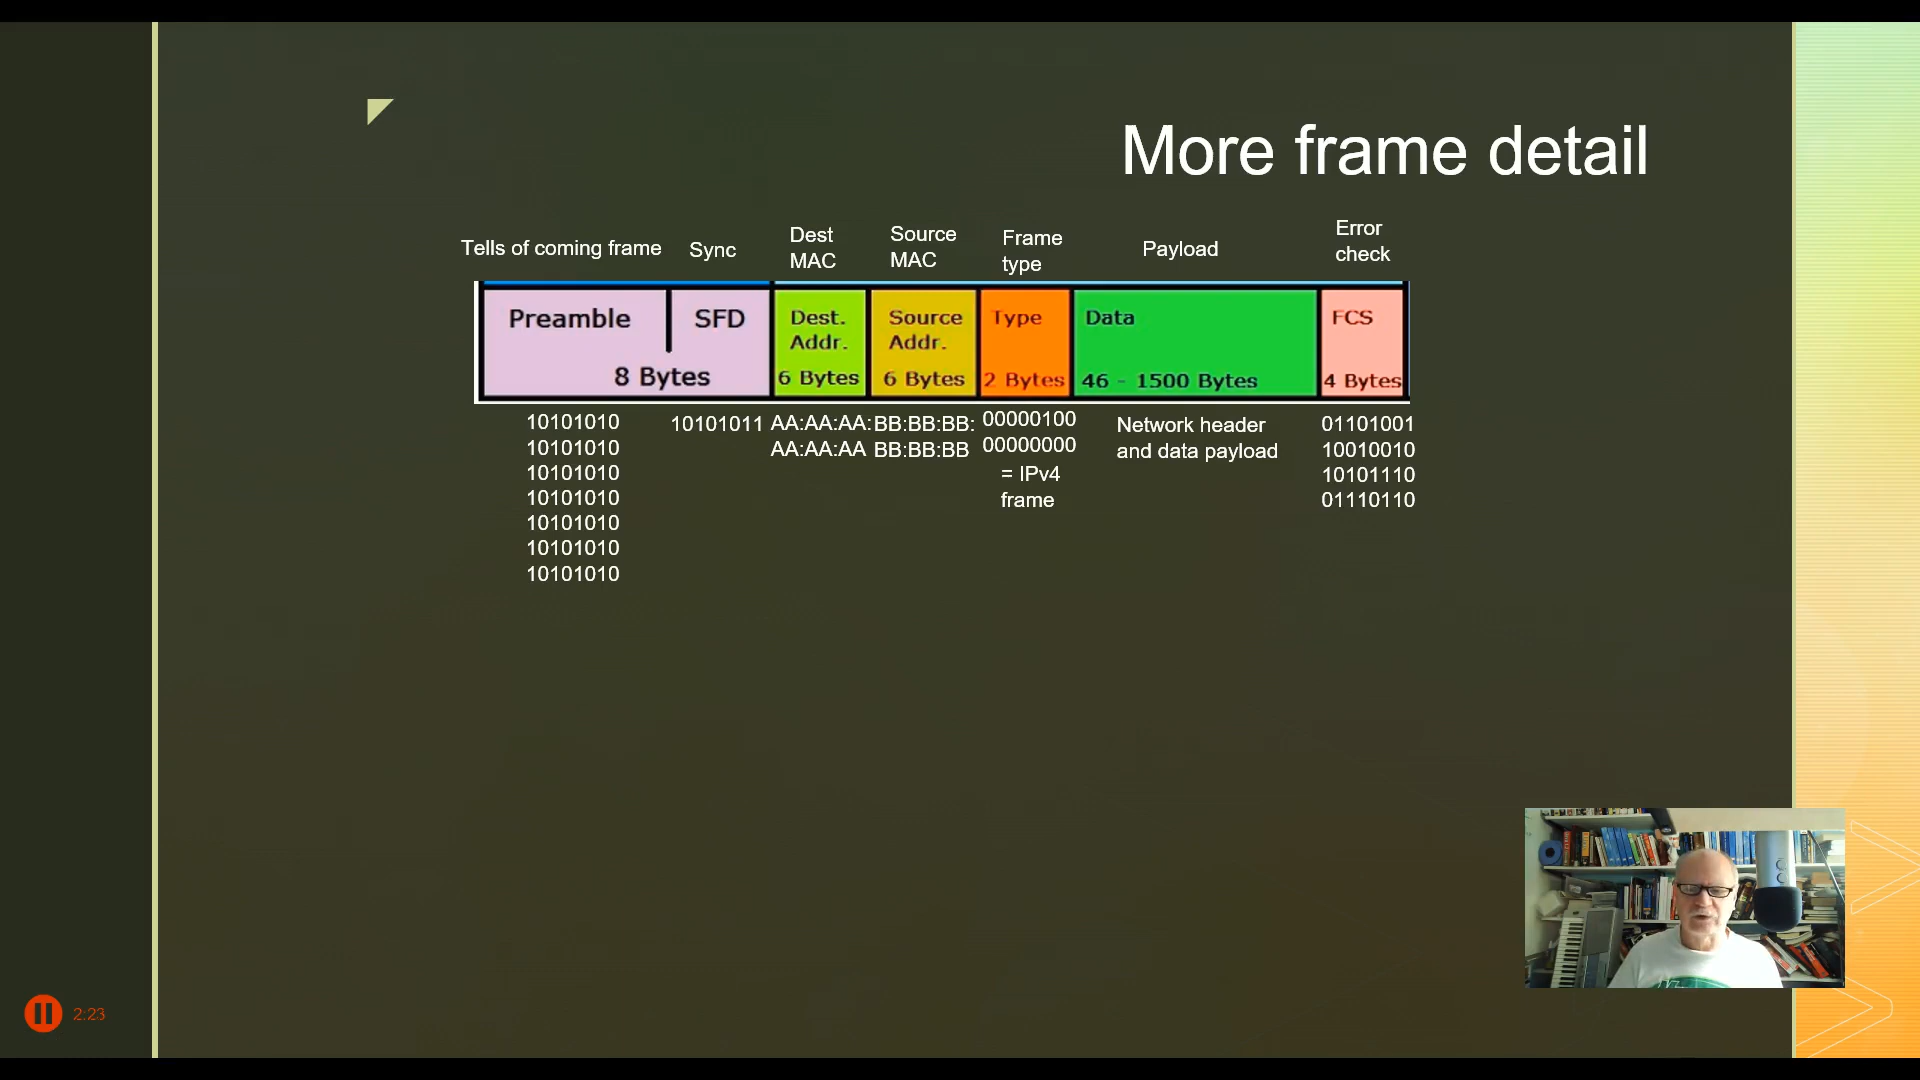 More frame detail
Tells of coming frame
Sync
Dest
MAC
Source
MAC
Frame
type
Payload
Error
check
Preamble
SFD
8 Bytes
Dest.
Addr.
6 Bytes
Source
Addr.
6 Bytes
Type
2 Bytes
Data
46 - 1500 Bytes
FCS
4 Bytes
10101010
10101010
10101010
10101010
10101010
10101010
10101010
10101011
AA:AA:AA:
AA:AA:AA
BB:BB:BB:
BB:BB:BB
00000100
00000000
= IPv4
frame
Network header
and data payload
01101001
10010010
10101110
01110110
2:23